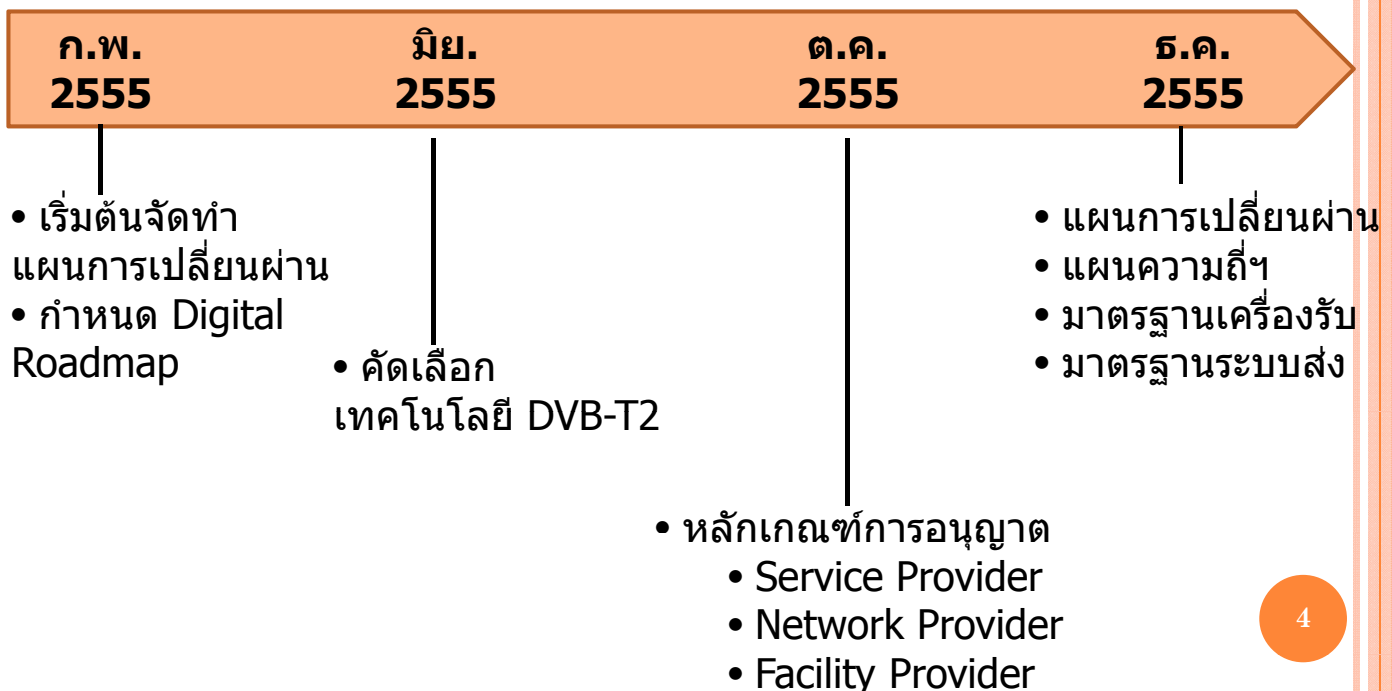 ก.พ.
2555
มิย.
2555
ต.ค.
2555
ธ.ค.
2555
• เริ่มต้นจัดทำ
แผนการเปลี่ยนผ่าน
• กำหนด Digital
Roadmap
• คัดเลือก
เทคโนโลยี DVB-T2
• หลักเกณฑ์การอนุญาต
• Service Provider
• Network Provider
• Facility Provider
• แผนการเปลี่ยนผ่าน
• แผนความถี่ฯ
• มาตรฐานเครื่องรับ
• มาตรฐานระบบส่ง
4